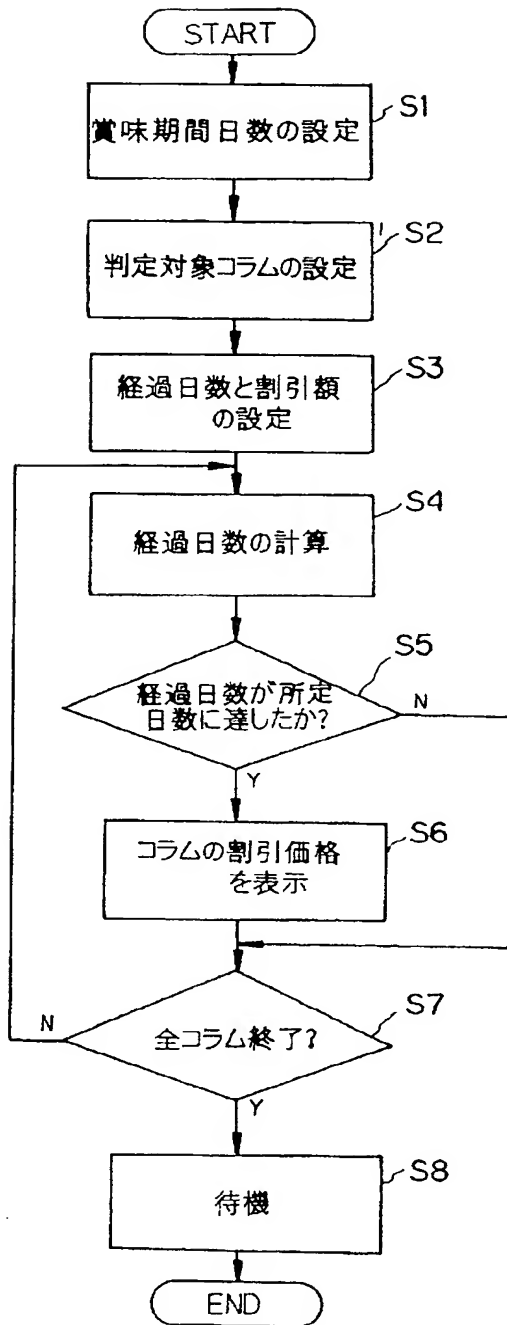 START
賞味期間日数の設定
S1
判定対象コラムの設定
S2
経過日数と割引額
の設定
S3
経過日数の計算
S4
経過日数が所定
日数に達したか?
S5
N
Y
コラムの割引価格
を表示
S6
全コラム終了?
S7
N
Y
待機
S8
END